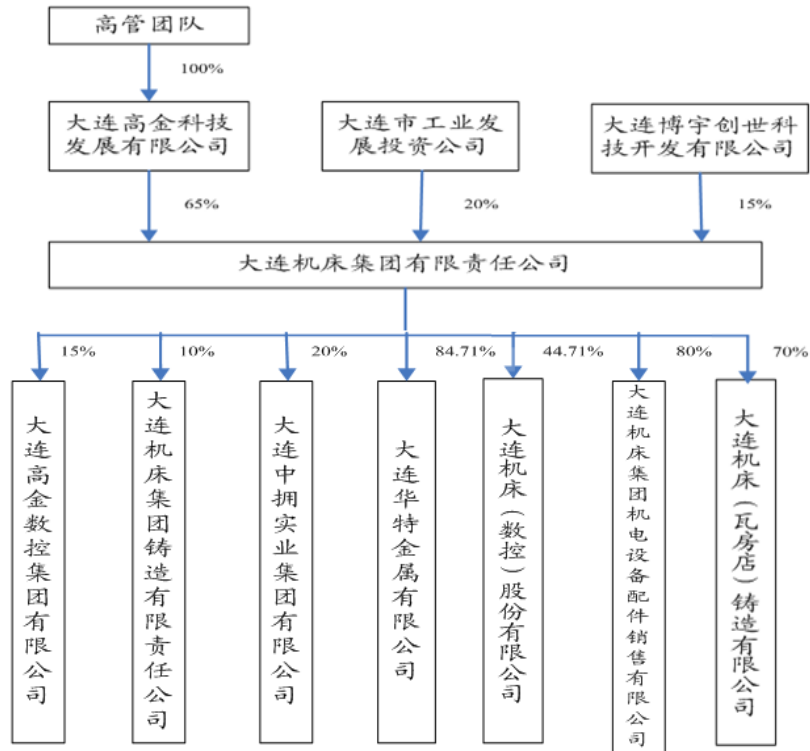 高管团队
100%
大连高金科技
发展有限公司
大连市工业发
展投资公司
大连博宇创世科
技开发有限公司
65%
20%
15%
大连机床集团有限责任公司
15%
10%
20%
84.71%
44.71%
80%
70%
大连高金数控集团有限公司
大连机床集团铸造有限责任公司
大连中拥实业集团有限公司
大连华特金属有限公司
大连机床（数控）股份有限公司
大连机床集团机电设备配件销售有限公司
大连机床（瓦房店）铸造有限公司